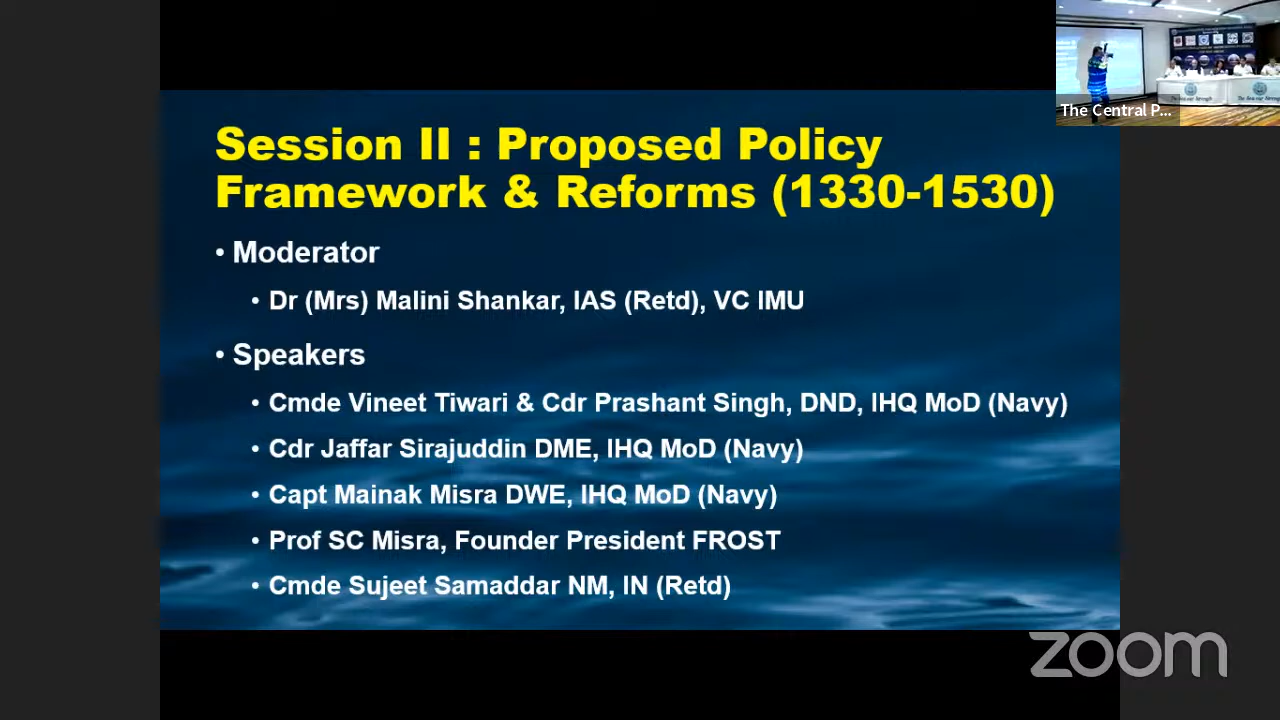 The Central P...
Session II : Proposed Policy
Framework & Reforms (1330-1530)
• Moderator
• Dr (Mrs) Malini Shankar, IAS (Retd), VC IMU
• Speakers
• Cmde Vineet Tiwari & Cdr Prashant Singh, DND, IHQ MoD (Navy)
• Cdr Jaffar Sirajuddin DME, IHQ MoD (Navy)
• Capt Mainak Misra DWE, IHQ MoD (Navy)
• Prof SC Misra, Founder President FROST
• Cmde Sujeet Samaddar NM, IN (Retd)
zoom